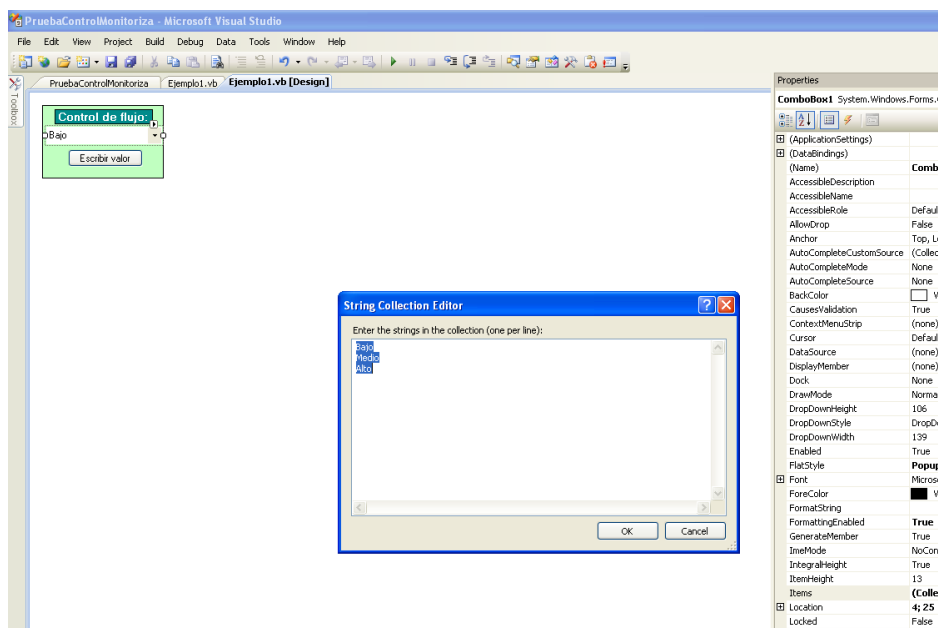 PruebaControlMonitoriza - Microsoft Visual Studio
File Edit View Project Build Debug Data Tools Window Help
PruebaControlMonitoriza Ejemplo1.vb Ejemplo1.vb [Design]
Toolbox
Control de flujo:
Bajo
Escribir valor
String Collection Editor
Enter the strings in the collection (one per line):
Bajo
Medio
Alto
OK Cancel
Properties
ComboBox1 System.Windows.Forms.
(ApplicationSettings)
(DataBindings)
(Name) Comb
AccessibleDescription
AccessibleName
AccessibleRole Defaul
AllowDrop False
Anchor Top, L
AutoCompleteCustomSource (Collec
AutoCompleteMode None
AutoCompleteSource None
BackColor
CausesValidation True
ContextMenuStrip (none)
Cursor Defaul
DataSource (none)
DisplayMember (none)
Dock None
DrawMode Norma
DropDownHeight 106
DropDownStyle DropD
DropDownWidth 139
Enabled True
FlatStyle Popup
Font Micros
ForeColor
FormatString
FormattingEnabled True
GenerateMember True
ImeMode NoCon
IntegralHeight True
ItemHeight 13
Items (Colle
Location 4; 25
Locked False